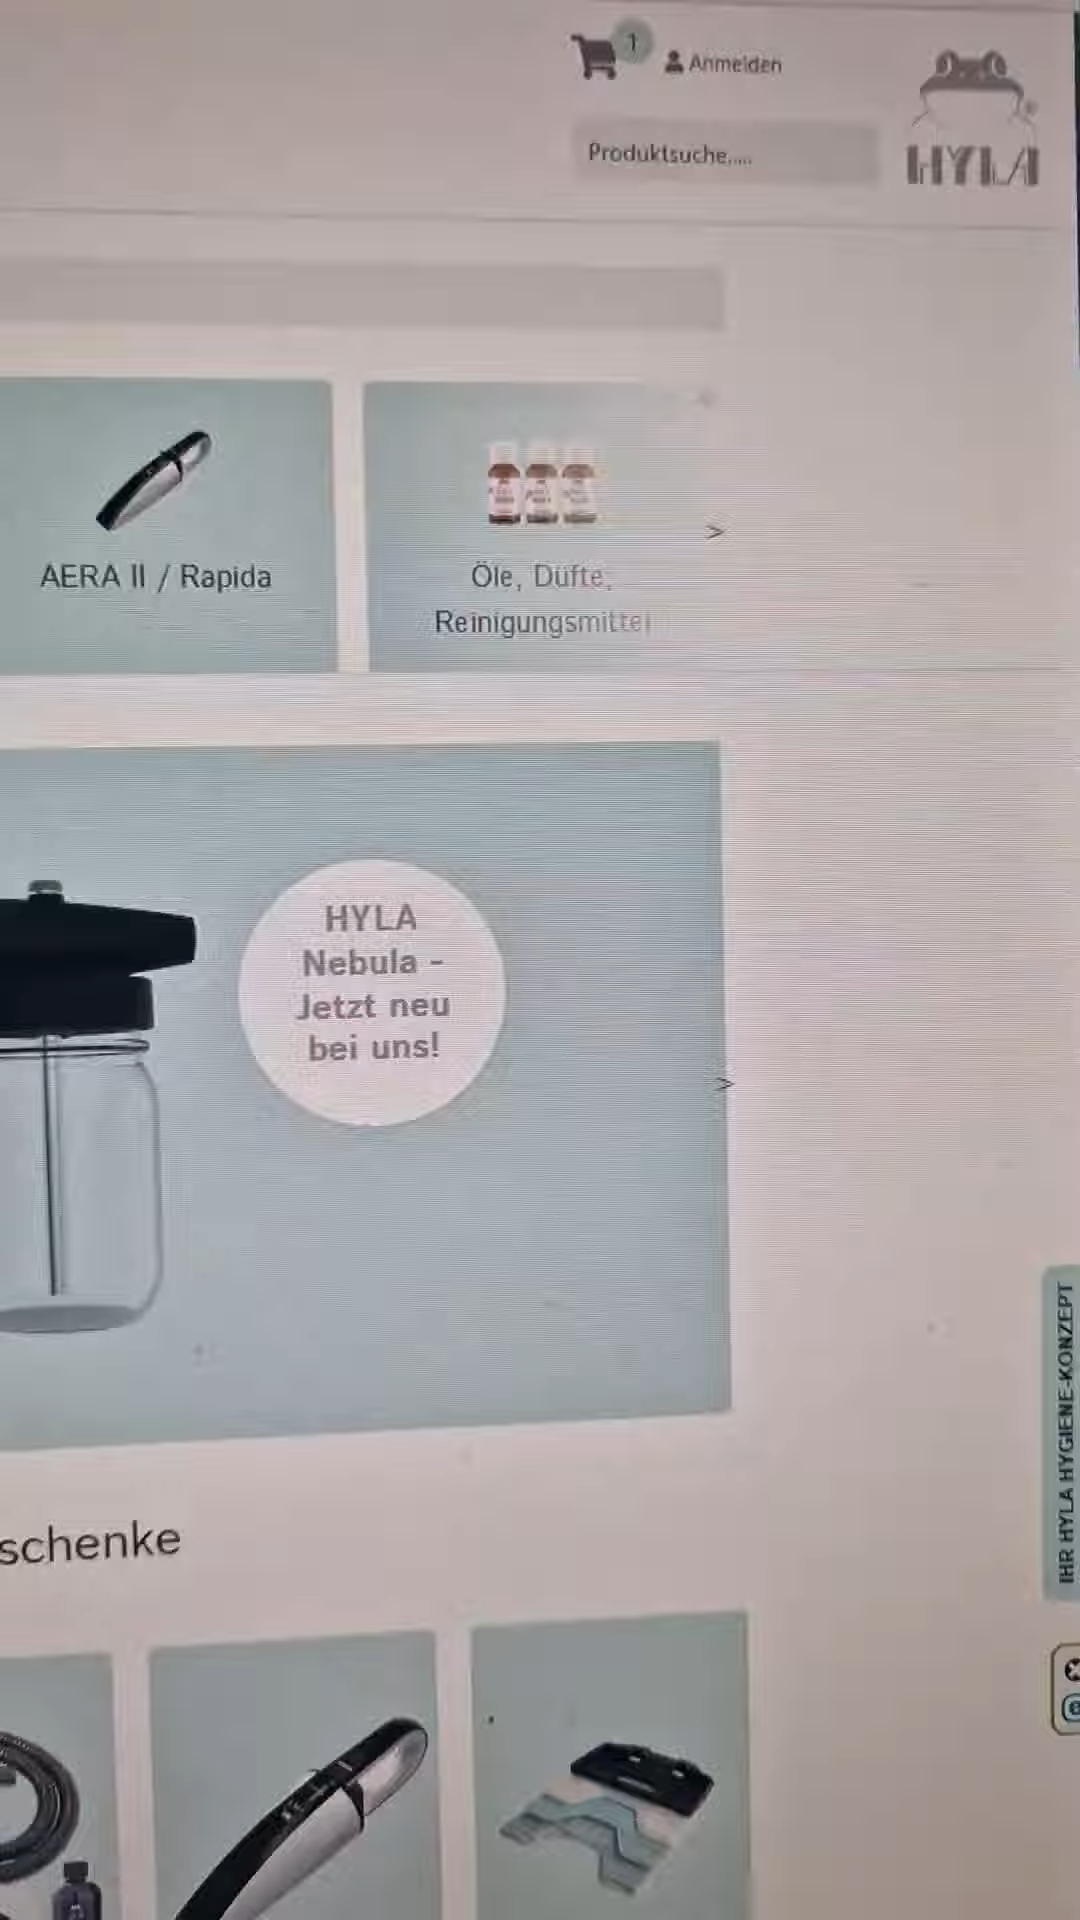 1
Anmelden
Produktsuche....
HYLA
AERA II / Rapida
Öle, Düfte,
Reinigungsmittel
>
HYLA
Nebula -
Jetzt neu
bei uns!
>
IHR HYLA HYGIENE-KONZEPT
schenke